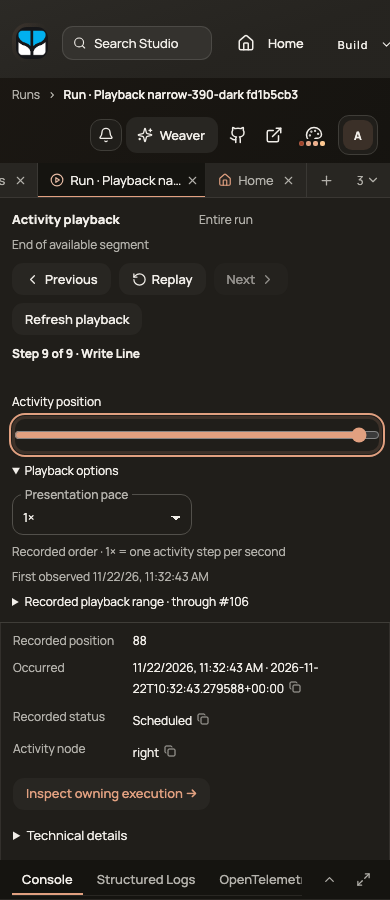 Search Studio
Home
Build
Runs > Run · Playback narrow-390-dark fd1b5cb3
Weaver
A
s
Run · Playback na...
Home
3
Activity playback
Entire run
End of available segment
Previous
Replay
Next
Refresh playback
Step 9 of 9 · Write Line
Activity position
Playback options
Presentation pace
1×
Recorded order · 1× = one activity step per second
First observed 11/22/26, 11:32:43 AM
Recorded playback range · through #106
Recorded position 88
Occurred 11/22/2026, 11:32:43 AM · 2026-11-
22T10:32:43.279588+00:00
Recorded status Scheduled
Activity node right
Inspect owning execution →
Technical details
Console
Structured Logs
OpenTelemet